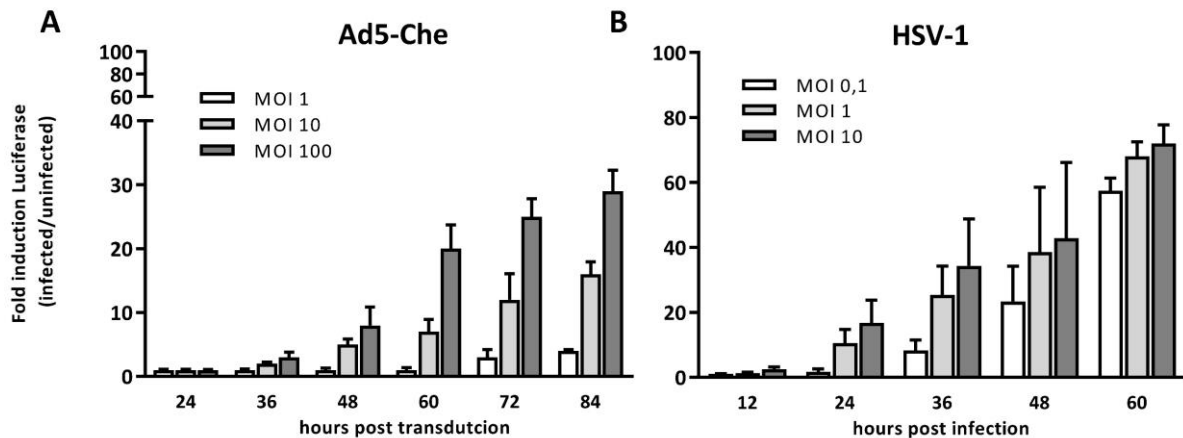 A
Ad5-Che
Fold induction Luciferase
(infected/uninfected)
100
80
60
40
30
20
10
0
MOI 1
MOI 10
MOI 100
24 36 48 60 72 84
hours post transdutcion
B
HSV-1
100
80
60
40
20
0
MOI 0,1
MOI 1
MOI 10
12 24 36 48 60
hours post infection